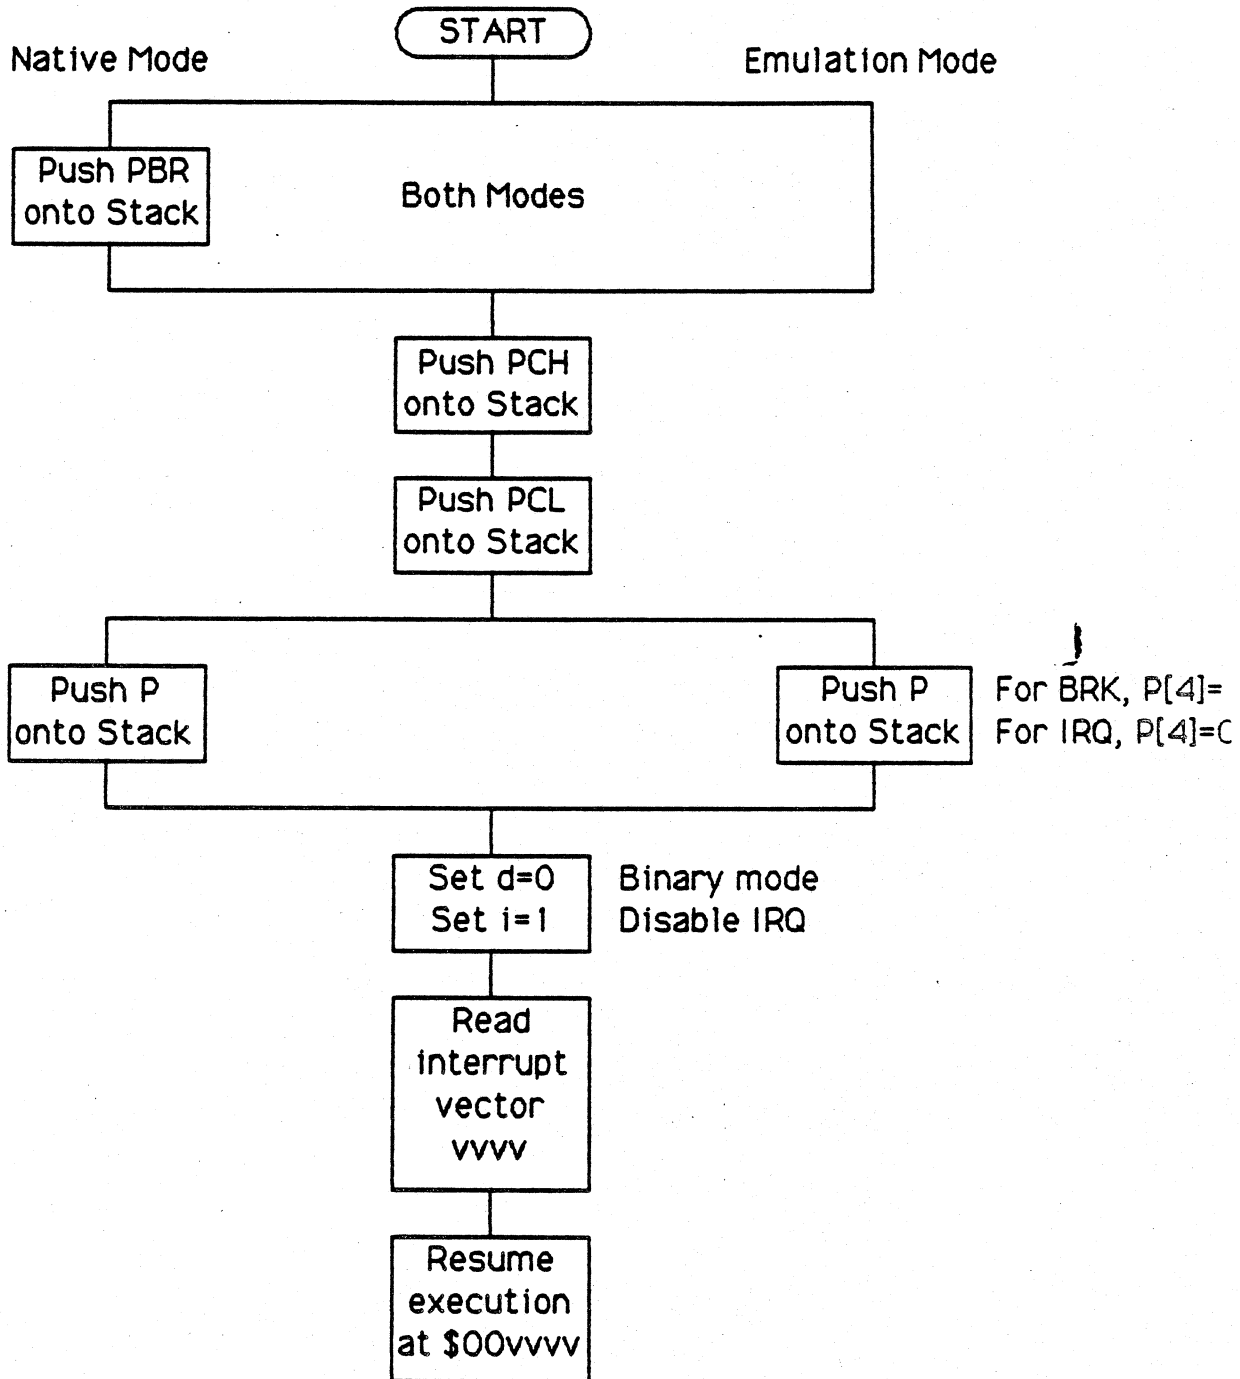 START
Native Mode
Emulation Mode
Push PBR
onto Stack
Both Modes
Push PCH
onto Stack
Push PCL
onto Stack
Push P
onto Stack
Push P
onto Stack
For BRK, P[4]=
For IRQ, P[4]=0
Set d=0
Set i=1
Binary mode
Disable IRQ
Read
interrupt
vector
vvvv
Resume
execution
at $00vvvv